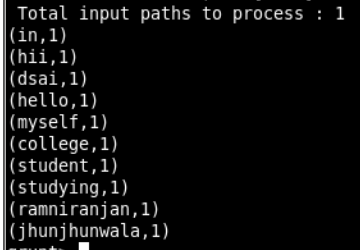 Total input paths to process : 1
(in,1)
(hii,1)
(dsai,1)
(hello,1)
(myself,1)
(college,1)
(student,1)
(studying,1)
(ramniranjan,1)
(jhunjhunwala,1)
grunt>